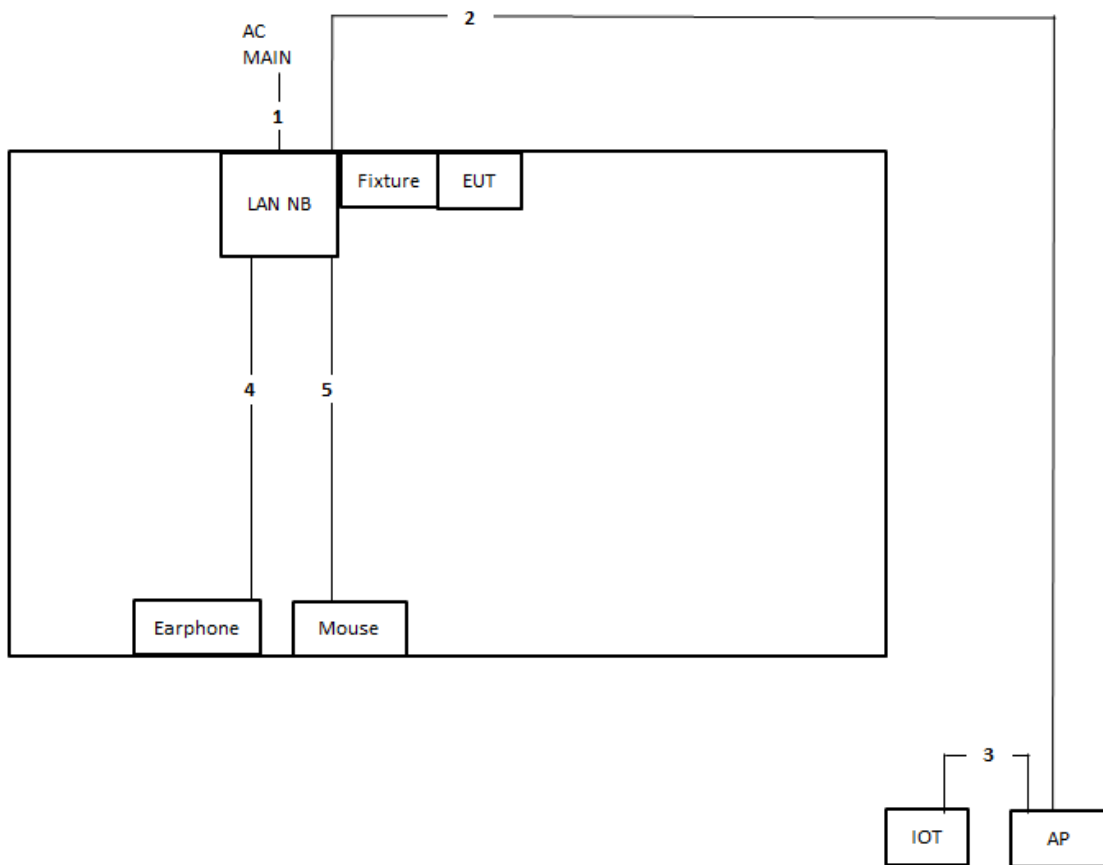 2
AC
MAIN
1
LAN NB
Fixture
EUT
4
5
Earphone
Mouse
3
IOT
AP